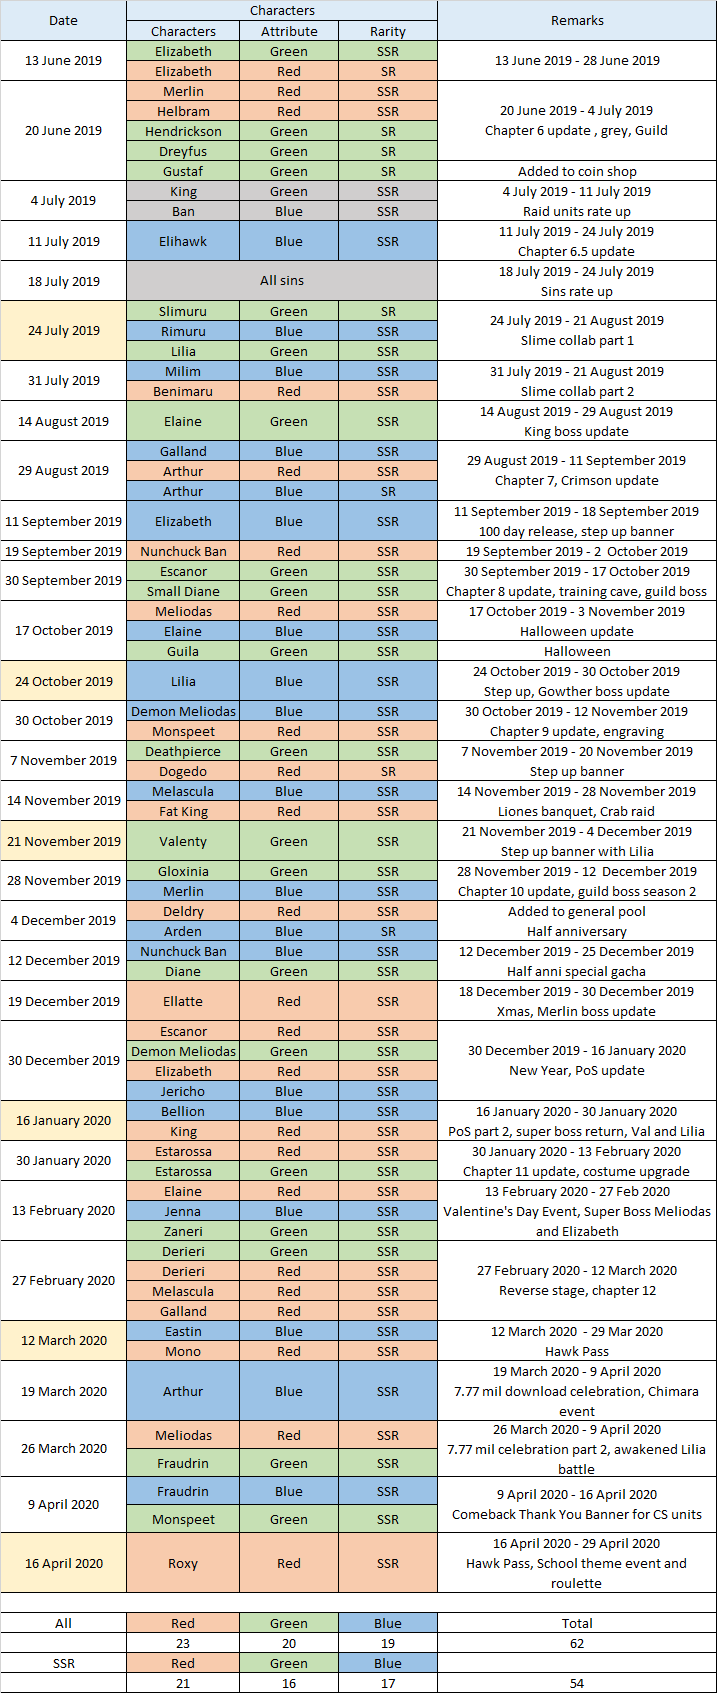 Date Characters Remarks
Characters Attribute Rarity
13 June 2019 Elizabeth Green SSR 13 June 2019 - 28 June 2019
Elizabeth Red SR
20 June 2019 Merlin Red SSR 20 June 2019 - 4 July 2019
Helbram Red SSR Chapter 6 update , grey, Guild
Hendrickson Green SR
Dreyfus Green SR
Gustaf Green SR Added to coin shop
4 July 2019 King Green SSR 4 July 2019 - 11 July 2019
Ban Blue SSR Raid units rate up
11 July 2019 Elihawk Blue SSR 11 July 2019 - 24 July 2019
Chapter 6.5 update
18 July 2019 All sins 18 July 2019 - 24 July 2019
Sins rate up
24 July 2019 Slimuru Green SR 24 July 2019 - 21 August 2019
Rimuru Blue SSR Slime collab part 1
Lilia Green SSR
31 July 2019 Milim Blue SSR 31 July 2019 - 21 August 2019
Benimaru Red SSR Slime collab part 2
14 August 2019 Elaine Green SSR 14 August 2019 - 29 August 2019
King boss update
29 August 2019 Galland Blue SSR 29 August 2019 - 11 September 2019
Arthur Red SSR Chapter 7, Crimson update
Arthur Blue SR
11 September 2019 Elizabeth Blue SSR 11 September 2019 - 18 September 2019
100 day release, step up banner
19 September 2019 Nunchuck Ban Red SSR 19 September 2019 - 2 October 2019
30 September 2019 Escanor Green SSR 30 September 2019 - 17 October 2019
Small Diane Green SSR Chapter 8 update, training cave, guild boss
17 October 2019 Meliodas Red SSR 17 October 2019 - 3 November 2019
Elaine Blue SSR Halloween update
Guila Green SSR Halloween
24 October 2019 Lilia Blue SSR 24 October 2019 - 30 October 2019
Step up, Gowther boss update
30 October 2019 Demon Meliodas Blue SSR 30 October 2019 - 12 November 2019
Monspeet Red SSR Chapter 9 update, engraving
7 November 2019 Deathpierce Green SSR 7 November 2019 - 20 November 2019
Dogedo Red SR Step up banner
14 November 2019 Melascula Blue SSR 14 November 2019 - 28 November 2019
Fat King Red SSR Liones banquet, Crab raid
21 November 2019 Valenty Green SSR 21 November 2019 - 4 December 2019
Step up banner with Lilia
28 November 2019 Gloxinia Green SSR 28 November 2019 - 12 December 2019
Merlin Blue SSR Chapter 10 update, guild boss season 2
4 December 2019 Deldry Red SSR Added to general pool
Arden Blue SR Half anniversary
12 December 2019 Nunchuck Ban Blue SSR 12 December 2019 - 25 December 2019
Diane Green SSR Half anni special gacha
19 December 2019 Ellatte Red SSR 18 December 2019 - 30 December 2019
Xmas, Merlin boss update
30 December 2019 Escanor Red SSR 30 December 2019 - 16 January 2020
Demon Meliodas Green SSR New Year, PoS update
Elizabeth Red SSR
Jericho Blue SSR
16 January 2020 Bellion Blue SSR 16 January 2020 - 30 January 2020
King Red SSR PoS part 2, super boss return, Val and Lilia
30 January 2020 Estarossa Red SSR 30 January 2020 - 13 February 2020
Estarossa Green SSR Chapter 11 update, costume upgrade
13 February 2020 Elaine Red SSR 13 February 2020 - 27 Feb 2020
Jenna Blue SSR Valentine's Day Event, Super Boss Meliodas
Zaneri Green SSR and Elizabeth
27 February 2020 Derieri Green SSR 27 February 2020 - 12 March 2020
Derieri Red SSR Reverse stage, chapter 12
Melascula Red SSR
Galland Red SSR
12 March 2020 Eastin Blue SSR 12 March 2020 - 29 Mar 2020
Mono Red SSR Hawk Pass
19 March 2020 Arthur Blue SSR 19 March 2020 - 9 April 2020
7.77 mil download celebration, Chimara
event
26 March 2020 Meliodas Red SSR 26 March 2020 - 9 April 2020
Fraudrin Green SSR 7.77 mil celebration part 2, awakened Lilia
battle
9 April 2020 Fraudrin Blue SSR 9 April 2020 - 16 April 2020
Monspeet Green SSR Comeback Thank You Banner for CS units
16 April 2020 Roxy Red SSR 16 April 2020 - 29 April 2020
Hawk Pass, School theme event and
roulette
All Red Green Blue Total
23 20 19 62
SSR Red Green Blue
21 16 17 54